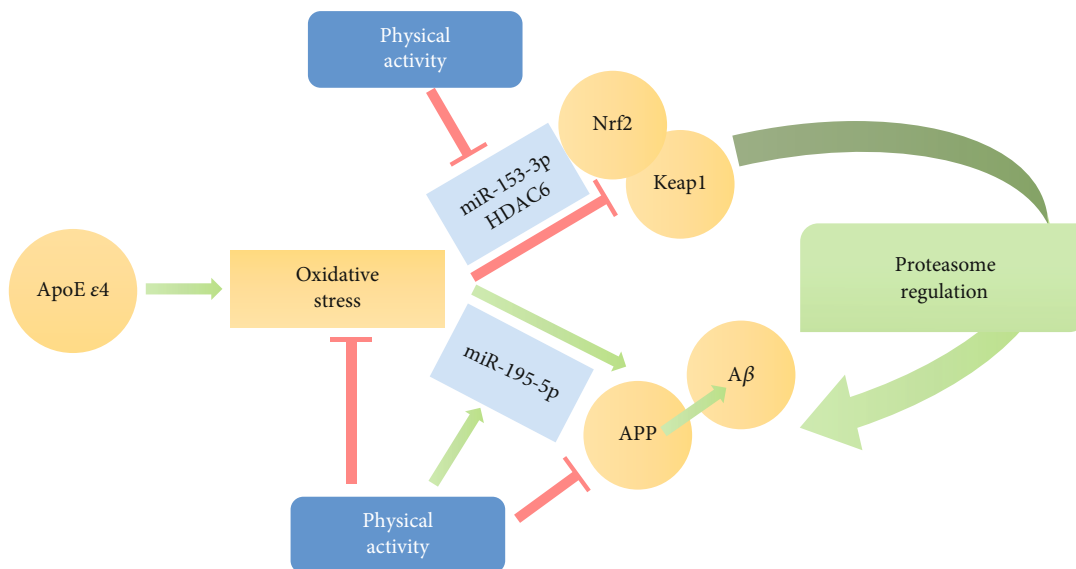 Physical
activity
Nrf2
miR-153-3p
HDAC6
Keap1
ApoE ε4
Oxidative
stress
Proteasome
regulation
miR-195-5p
Aβ
APP
Physical
activity